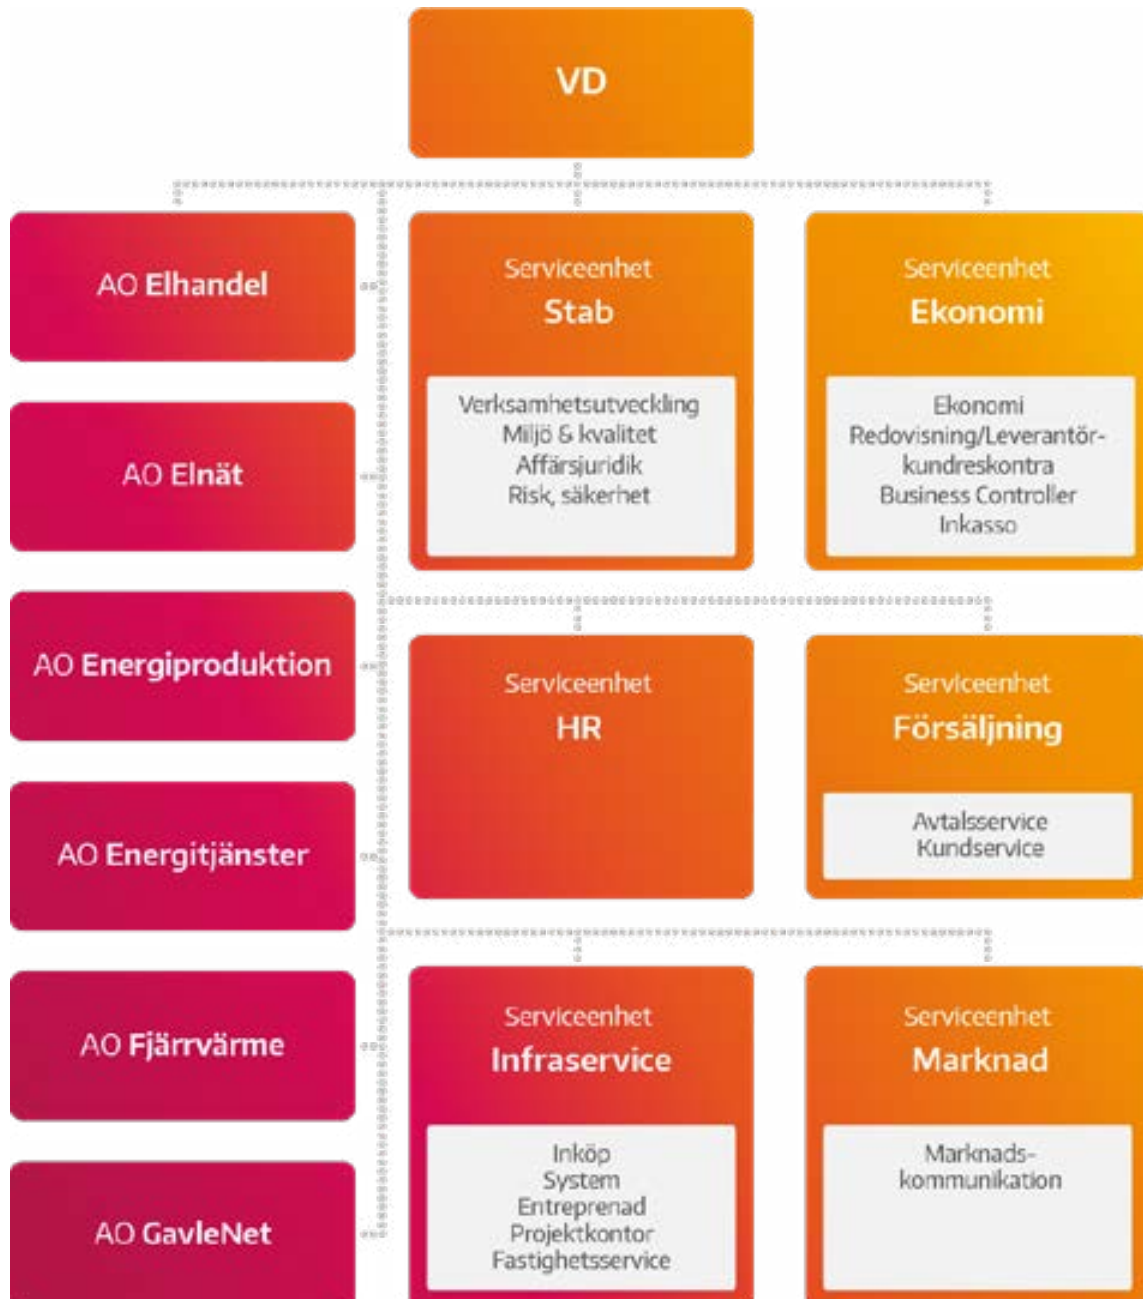 VD
AO Elhandel
AO Elnät
AO Energiproduktion
AO Energitjänster
AO Fjärrvärme
AO GavleNet
Serviceenhet
Stab
Verksamhetsutveckling
Miljö & kvalitet
Affärsjuridik
Risk, säkerhet
Serviceenhet
Ekonomi
Ekonomi
Redovisning/Leverantör-
kundreskontra
Business Controller
Inkasso
Serviceenhet
HR
Serviceenhet
Försäljning
Avtalsservice
Kundservice
Serviceenhet
Infraservice
Inköp
System
Entreprenad
Projektkontor
Fastighetsservice
Serviceenhet
Marknad
Marknads-
kommunikation